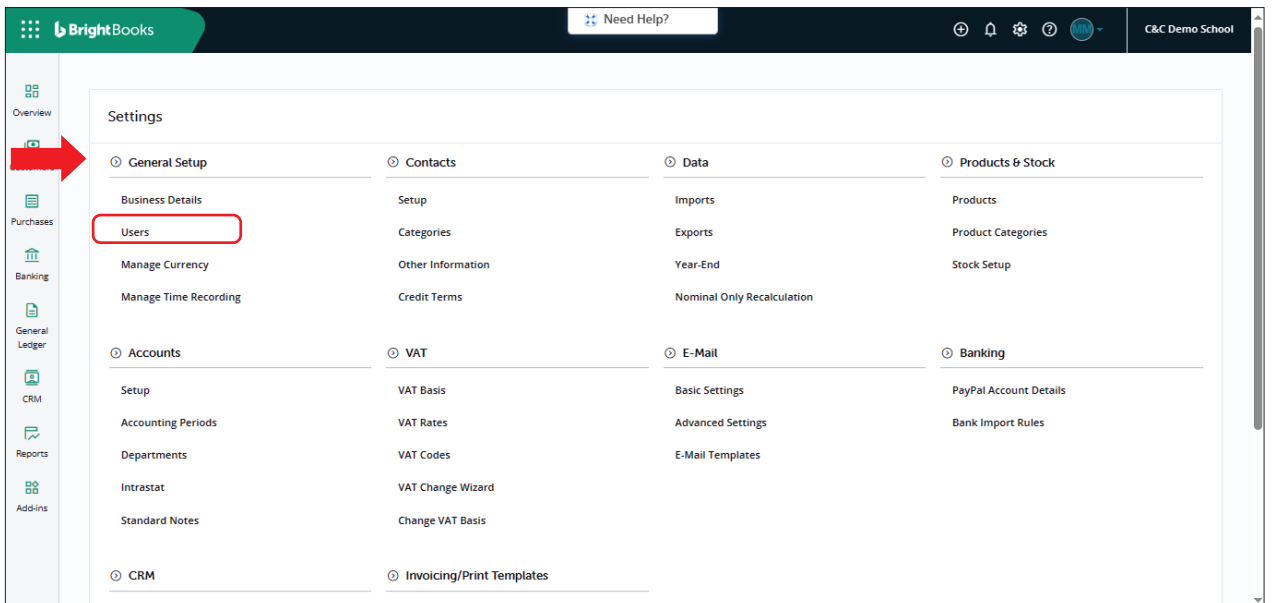 BrightBooks
Need Help?
MM
C&C Demo School
Overview
Purchases
Banking
General
Ledger
CRM
Reports
Add-ins
Settings
General Setup
Business Details
Users
Manage Currency
Manage Time Recording
Contacts
Setup
Categories
Other Information
Credit Terms
Data
Imports
Exports
Year-End
Nominal Only Recalculation
Products & Stock
Products
Product Categories
Stock Setup
Accounts
Setup
Accounting Periods
Departments
Intrastat
Standard Notes
VAT
VAT Basis
VAT Rates
VAT Codes
VAT Change Wizard
Change VAT Basis
E-Mail
Basic Settings
Advanced Settings
E-Mail Templates
Banking
PayPal Account Details
Bank Import Rules
CRM
Invoicing/Print Templates